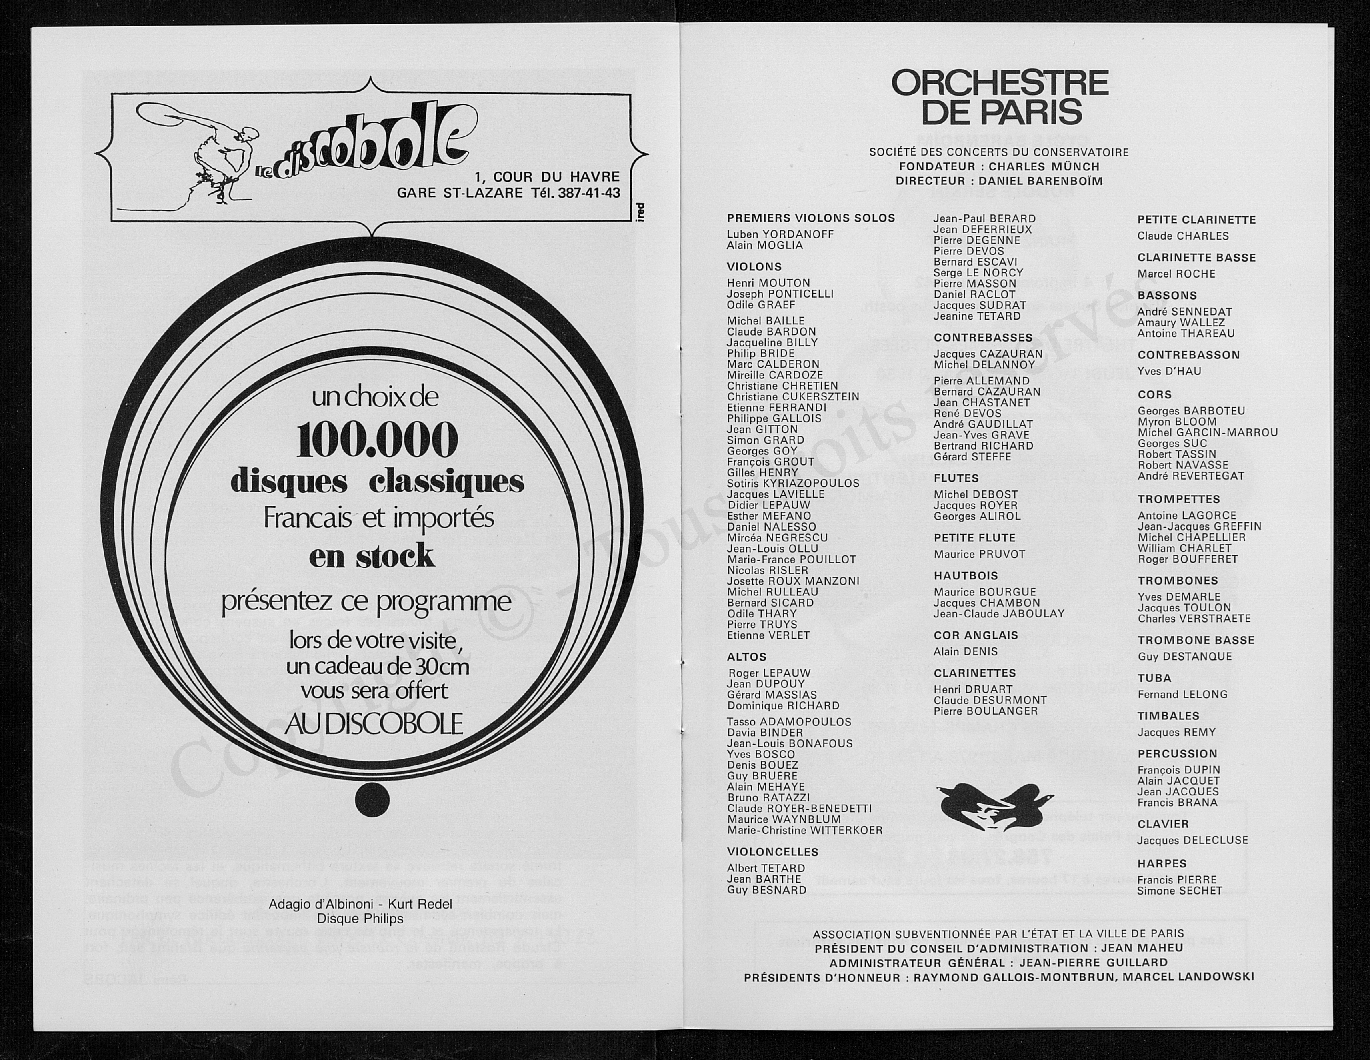 le discobole
1, COUR DU HAVRE
GARE ST-LAZARE Tél. 387-41-43
ired
un choix de
100.000
disques classiques
Francais et importés
en stock
présentez ce programme
lors de votre visite,
un cadeau de 30cm
vous sera offert
AU DISCOBOLE
Adagio d'Albinoni - Kurt Redel
Disque Philips
ORCHESTRE
DE PARIS
SOCIÉTÉ DES CONCERTS DU CONSERVATOIRE
FONDATEUR : CHARLES MÜNCH
DIRECTEUR : DANIEL BARENBOÏM
PREMIERS VIOLONS SOLOS
Luben YORDANOFF
Alain MOGLIA
VIOLONS
Henri MOUTON
Joseph PONTICELLI
Odile GRAEF
Michel BAILLE
Claude BARDON
Jacqueline BILLY
Philip BRIDE
Marc CALDERON
Mireille CARDOZE
Christiane CHRETIEN
Christiane CUKERSZTEIN
Etienne FERRANDI
Philippe GALLOIS
Jean GITTON
Simon GRARD
Georges GOY
François GROUT
Gilles HENRY
Sotiris KYRIAZOPOULOS
Jacques LAVIELLE
Didier LEPAUW
Esther MEFANO
Daniel NALESSO
Mircéa NEGRESCU
Jean-Louis OLLU
Marie-France POUILLOT
Nicolas RISLER
Josette ROUX MANZONI
Michel RULLEAU
Bernard SICARD
Odile THARY
Pierre TRUYS
Etienne VERLET
ALTOS
Roger LEPAUW
Jean DUPOUY
Gérard MASSIAS
Dominique RICHARD
Tasso ADAMOPOULOS
Davia BINDER
Jean-Louis BONAFOUS
Yves BOSCO
Denis BOUEZ
Guy BRUERE
Alain MEHAYE
Bruno RATAZZI
Claude ROYER-BENEDETTI
Maurice WAYNBLUM
Marie-Christine WITTERKOER
VIOLONCELLES
Albert TETARD
Jean BARTHE
Guy BESNARD
Jean-Paul BERARD
Jean DEFERRIEUX
Pierre DEGENNE
Pierre DEVOS
Bernard ESCAVI
Serge LE NORCY
Pierre MASSON
Daniel RACLOT
Jacques SUDRAT
Jeanine TETARD
CONTREBASSES
Jacques CAZAURAN
Michel DELANNOY
Pierre ALLEMAND
Bernard CAZAURAN
Jean CHASTANET
René DEVOS
André GAUDILLAT
Jean-Yves GRAVE
Bertrand RICHARD
Gérard STEFFE
FLUTES
Michel DEBOST
Jacques ROYER
Georges ALIROL
PETITE FLUTE
Maurice PRUVOT
HAUTBOIS
Maurice BOURGUE
Jacques CHAMBON
Jean-Claude JABOULAY
COR ANGLAIS
Alain DENIS
CLARINETTES
Henri DRUART
Claude DESURMONT
Pierre BOULANGER
PETITE CLARINETTE
Claude CHARLES
CLARINETTE BASSE
Marcel ROCHE
BASSONS
André SENNEDAT
Amaury WALLEZ
Antoine THAREAU
CONTREBASSON
Yves D'HAU
CORS
Georges BARBOTEU
Myron BLOOM
Michel GARCIN-MARROU
Georges SUC
Robert TASSIN
Robert NAVASSE
André REVERTEGAT
TROMPETTES
Antoine LAGORCE
Jean-Jacques GREFFIN
Michel CHAPELLIER
William CHARLET
Roger BOUFFERET
TROMBONES
Yves DEMARLE
Jacques TOULON
Charles VERSTRAETE
TROMBONE BASSE
Guy DESTANQUE
TUBA
Fernand LELONG
TIMBALES
Jacques REMY
PERCUSSION
François DUPIN
Alain JACQUET
Jean JACQUES
Francis BRANA
CLAVIER
Jacques DELECLUSE
HARPES
Francis PIERRE
Simone SECHET
ASSOCIATION SUBVENTIONNÉE PAR L'ÉTAT ET LA VILLE DE PARIS
PRÉSIDENT DU CONSEIL D'ADMINISTRATION : JEAN MAHEU
ADMINISTRATEUR GÉNÉRAL : JEAN-PIERRE GUILLARD
PRÉSIDENTS D'HONNEUR : RAYMOND GALLOIS-MONTBRUN, MARCEL LANDOWSKI
Copyright © - Tous droits réservés